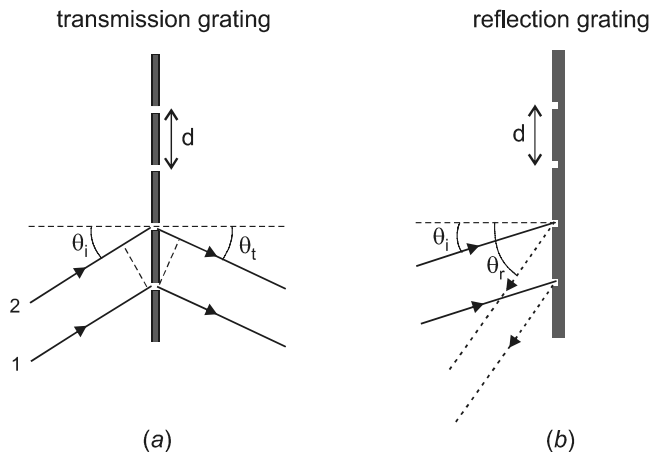 transmission grating
reflection grating
d
d
θi
θt
θi
θr
2
1
(a)
(b)